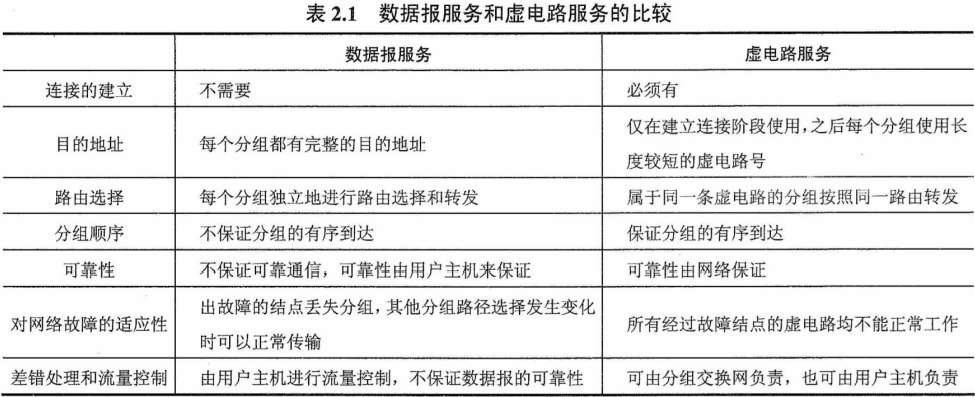 表 2.1 数据报服务和虚电路服务的比较
数据报服务 虚电路服务
连接的建立 不需要 必须有
目的地址 每个分组都有完整的目的地址 仅在建立连接阶段使用，之后每个分组使用长
度较短的虚电路号
路由选择 每个分组独立地进行路由选择和转发 属于同一条虚电路的分组按照同一路由转发
分组顺序 不保证分组的有序到达 保证分组的有序到达
可靠性 不保证可靠通信，可靠性由用户主机来保证 可靠性由网络保证
对网络故障的适应性 出故障的结点丢失分组，其他分组路径选择发生变化
时可以正常传输 所有经过故障结点的虚电路均不能正常工作
差错处理和流量控制 由用户主机进行流量控制，不保证数据报的可靠性 可由分组交换网负责，也可由用户主机负责